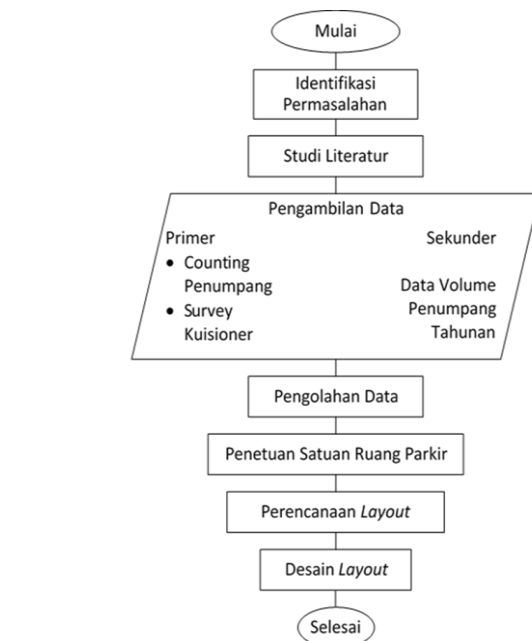 Mulai
Identifikasi
Permasalahan
Studi Literatur
Pengambilan Data
Primer
• Counting
Penumpang
• Survey
Kuisioner
Sekunder
Data Volume
Penumpang
Tahunan
Pengolahan Data
Penetuan Satuan Ruang Parkir
Perencanaan Layout
Desain Layout
Selesai